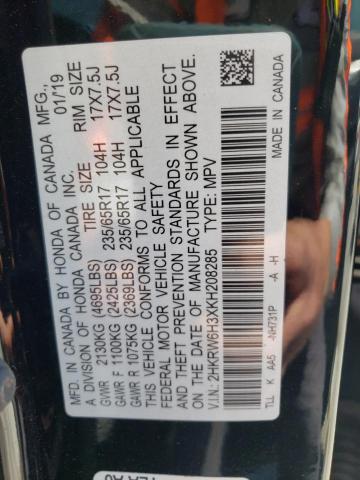 MFD. IN CANADA BY HONDA OF CANADA MFG.,
A DIVISION OF HONDA CANADA INC. 01/19
TIRE SIZE RIM SIZE
GVWR 2130KG (4695LBS)
GAWR F 1100KG (2425LBS) 235/65R17 104H 17X7.5J
GAWR R 1075KG (2369LBS) 235/65R17 104H 17X7.5J
THIS VEHICLE CONFORMS TO ALL APPLICABLE
FEDERAL MOTOR VEHICLE SAFETY
AND THEFT PREVENTION STANDARDS IN EFFECT
ON THE DATE OF MANUFACTURE SHOWN ABOVE.
V.I.N.: 2HKRW6H3XKH208285 TYPE: MPV
TLL K AA5 -NH731P -A -H MADE IN CANADA